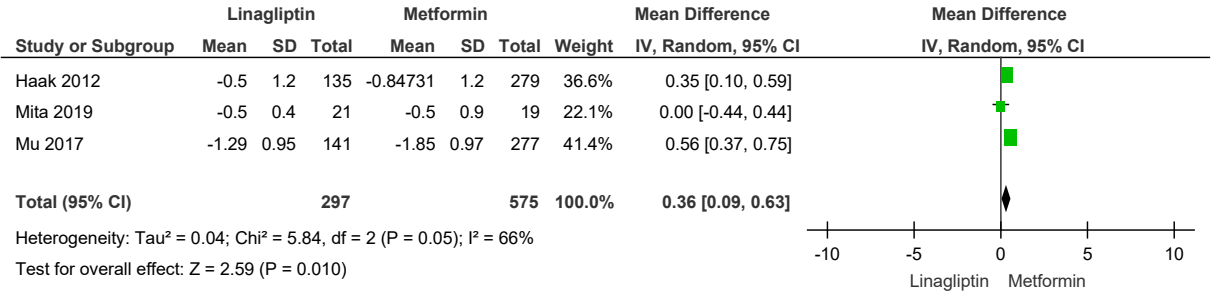 Linagliptin Metformin Mean Difference Mean Difference
Study or Subgroup Mean SD Total Mean SD Total Weight IV, Random, 95% CI IV, Random, 95% CI
Haak 2012 -0.5 1.2 135 -0.84731 1.2 279 36.6% 0.35 [0.10, 0.59]
Mita 2019 -0.5 0.4 21 -0.5 0.9 19 22.1% 0.00 [-0.44, 0.44]
Mu 2017 -1.29 0.95 141 -1.85 0.97 277 41.4% 0.56 [0.37, 0.75]
Total (95% CI) 297 575 100.0% 0.36 [0.09, 0.63]
Heterogeneity: Tau² = 0.04; Chi² = 5.84, df = 2 (P = 0.05); I² = 66%
Test for overall effect: Z = 2.59 (P = 0.010)
-10 -5 0 5 10
Linagliptin Metformin